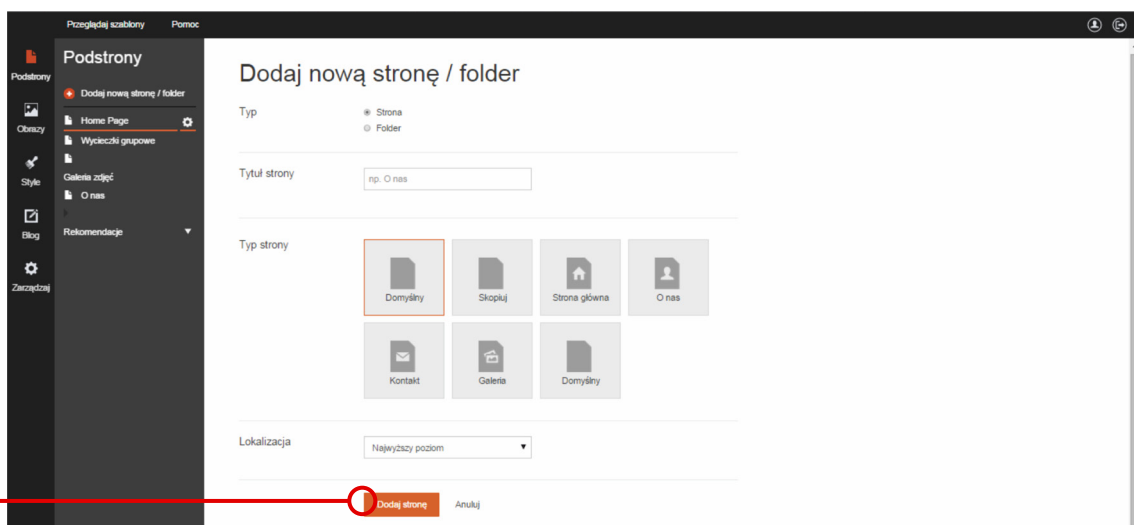 Przeglądaj szablony Pomoc
Podstrony
Podstrony
Dodaj nową stronę / folder
Home Page
Wycieczki grupowe
Galeria zdjęć
O nas
Rekomendacje
Obrazy
Style
Blog
Zarządzaj
Dodaj nową stronę / folder
Typ
Strona
Folder
Tytuł strony
np. O nas
Typ strony
Domyślny Skopiuj Strona główna O nas
Kontakt Galeria Domyślny
Lokalizacja
Najwyższy poziom
Dodaj stronę Anuluj